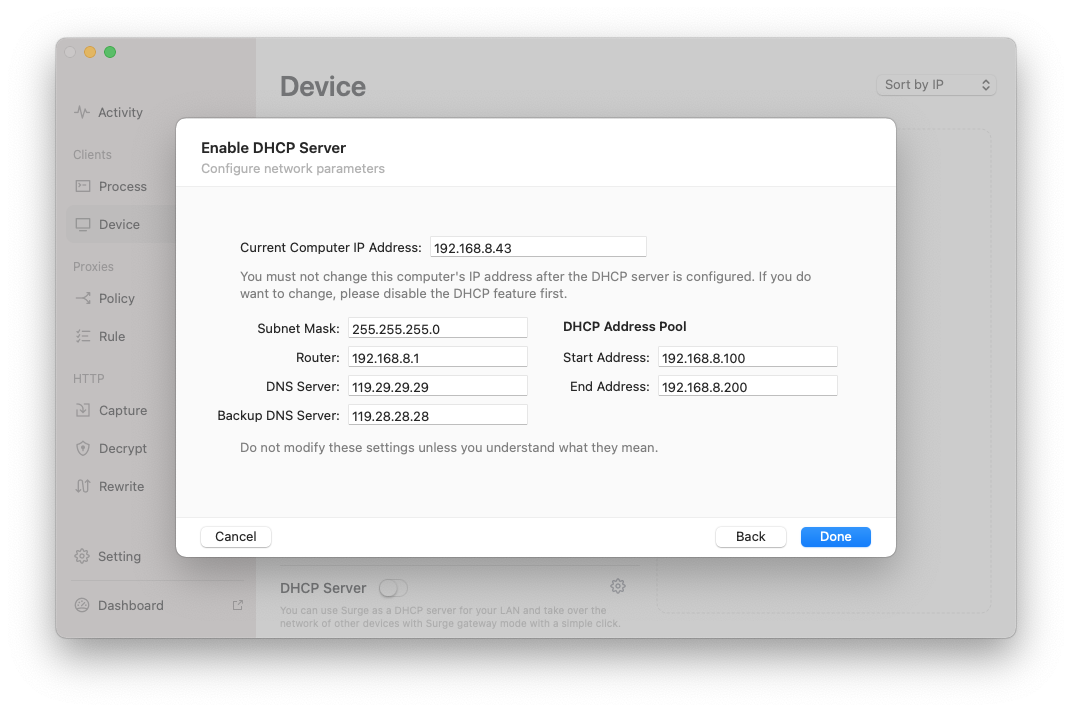 Device
Sort by IP
Activity
Clients
Process
Device
Proxies
Policy
Rule
HTTP
Capture
Decrypt
Rewrite
Setting
Dashboard
Enable DHCP Server
Configure network parameters
Current Computer IP Address: 192.168.8.43
You must not change this computer's IP address after the DHCP server is configured. If you do
want to change, please disable the DHCP feature first.
Subnet Mask: 255.255.255.0
Router: 192.168.8.1
DNS Server: 119.29.29.29
Backup DNS Server: 119.28.28.28
DHCP Address Pool
Start Address: 192.168.8.100
End Address: 192.168.8.200
Do not modify these settings unless you understand what they mean.
Cancel
Back
Done
DHCP Server
You can use Surge as a DHCP server for your LAN and take over the
network of other devices with Surge gateway mode with a simple click.